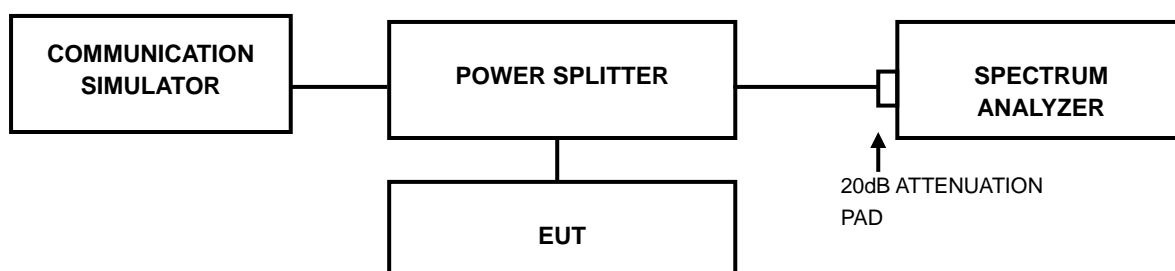 COMMUNICATION
SIMULATOR
POWER SPLITTER
SPECTRUM
ANALYZER
20dB ATTENUATION
PAD
EUT